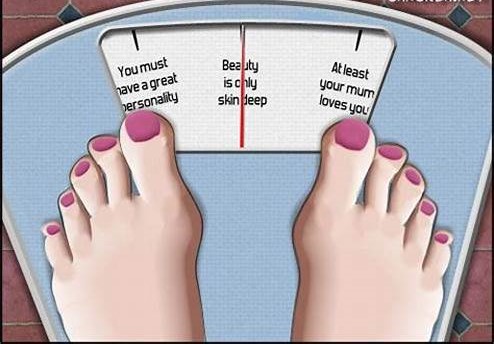 You must
have a great
personality
Beauty
is only
skin deep
At least
your mum
loves you